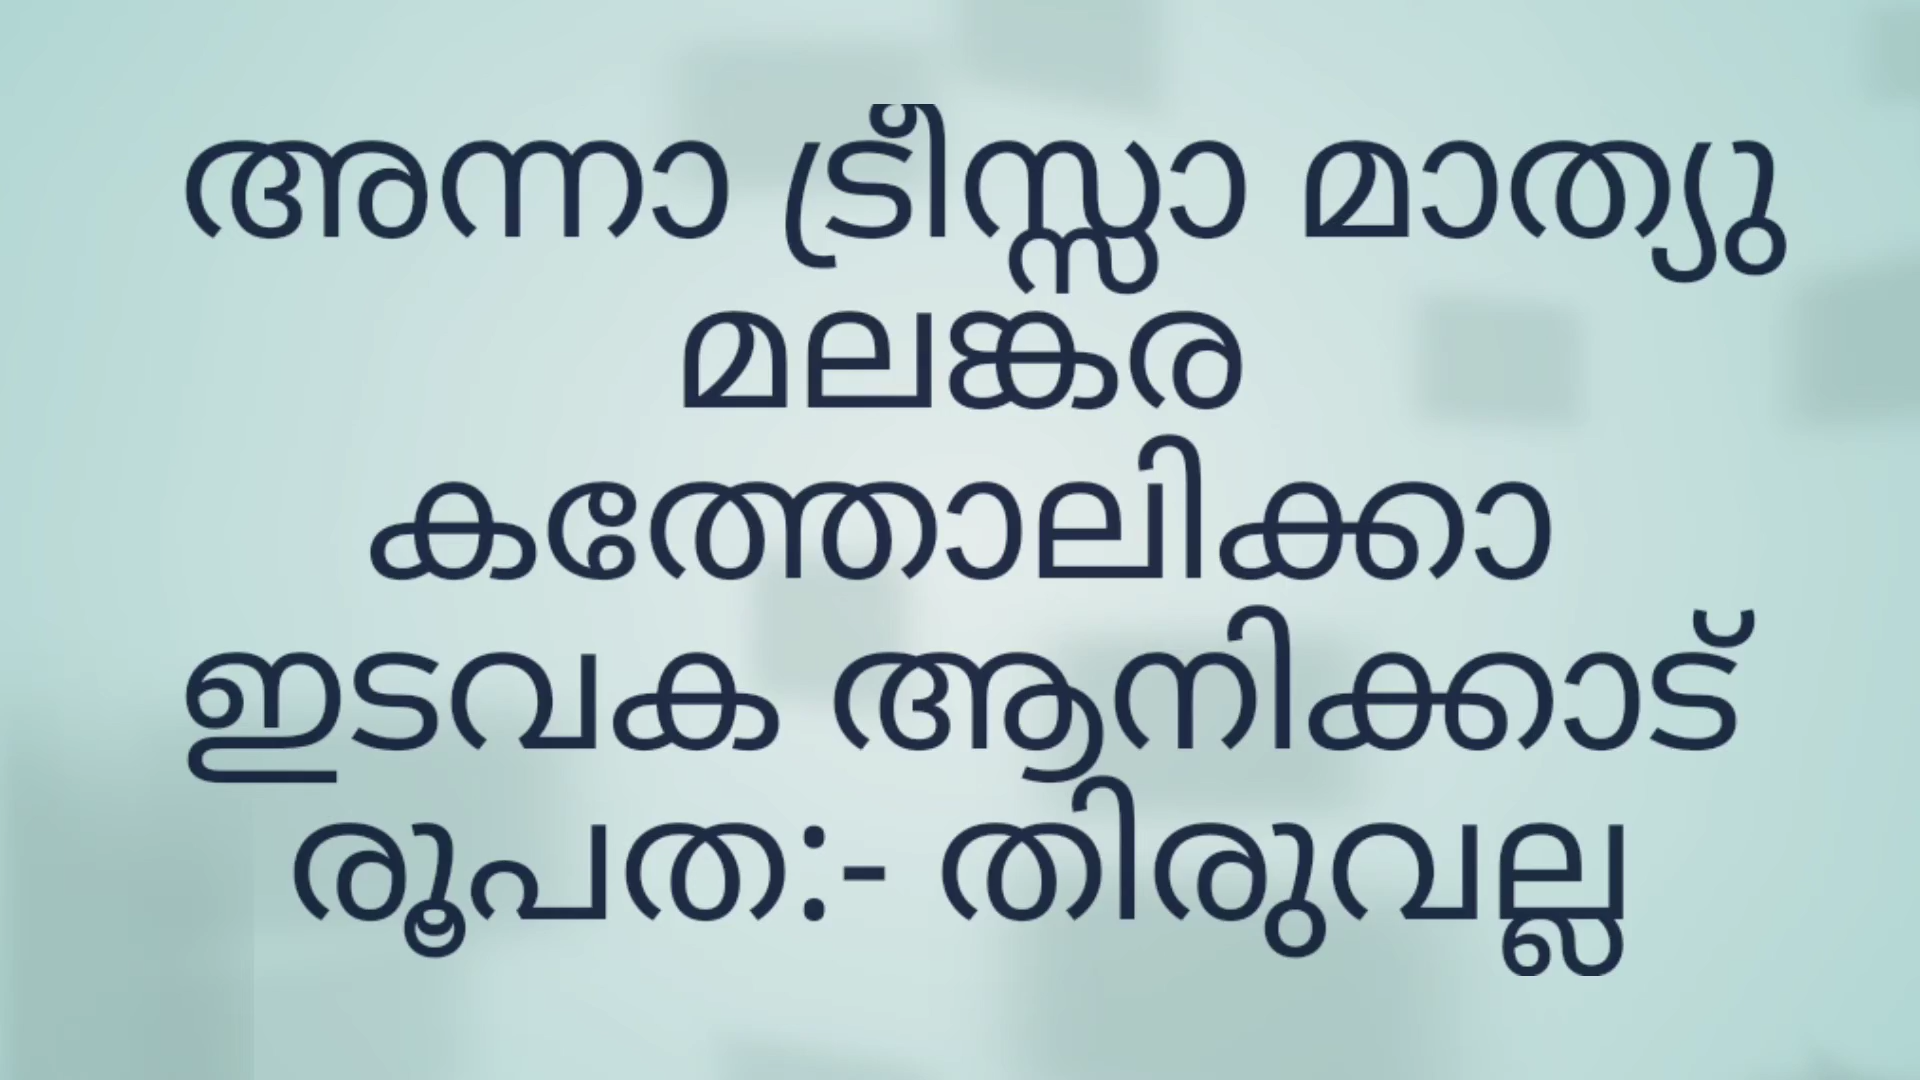 അന്നാ ട്രീസ്സാ മാത്യു
മലങ്കര
കത്തോലിക്കാ
ഇടവക ആനിക്കാട്
രൂപത:- തിരുവല്ല